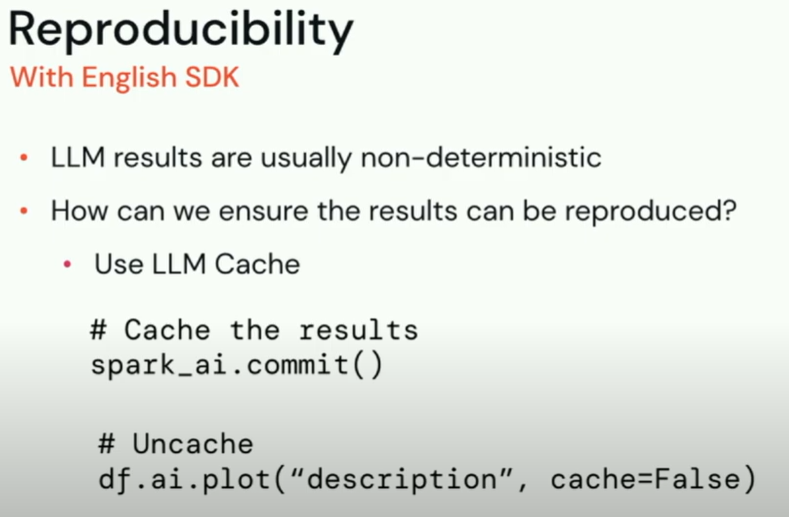 Reproducibility
With English SDK
• LLM results are usually non-deterministic
• How can we ensure the results can be reproduced?
• Use LLM Cache
# Cache the results
spark_ai.commit()
# Uncache
df.ai.plot(“description”, cache=False)